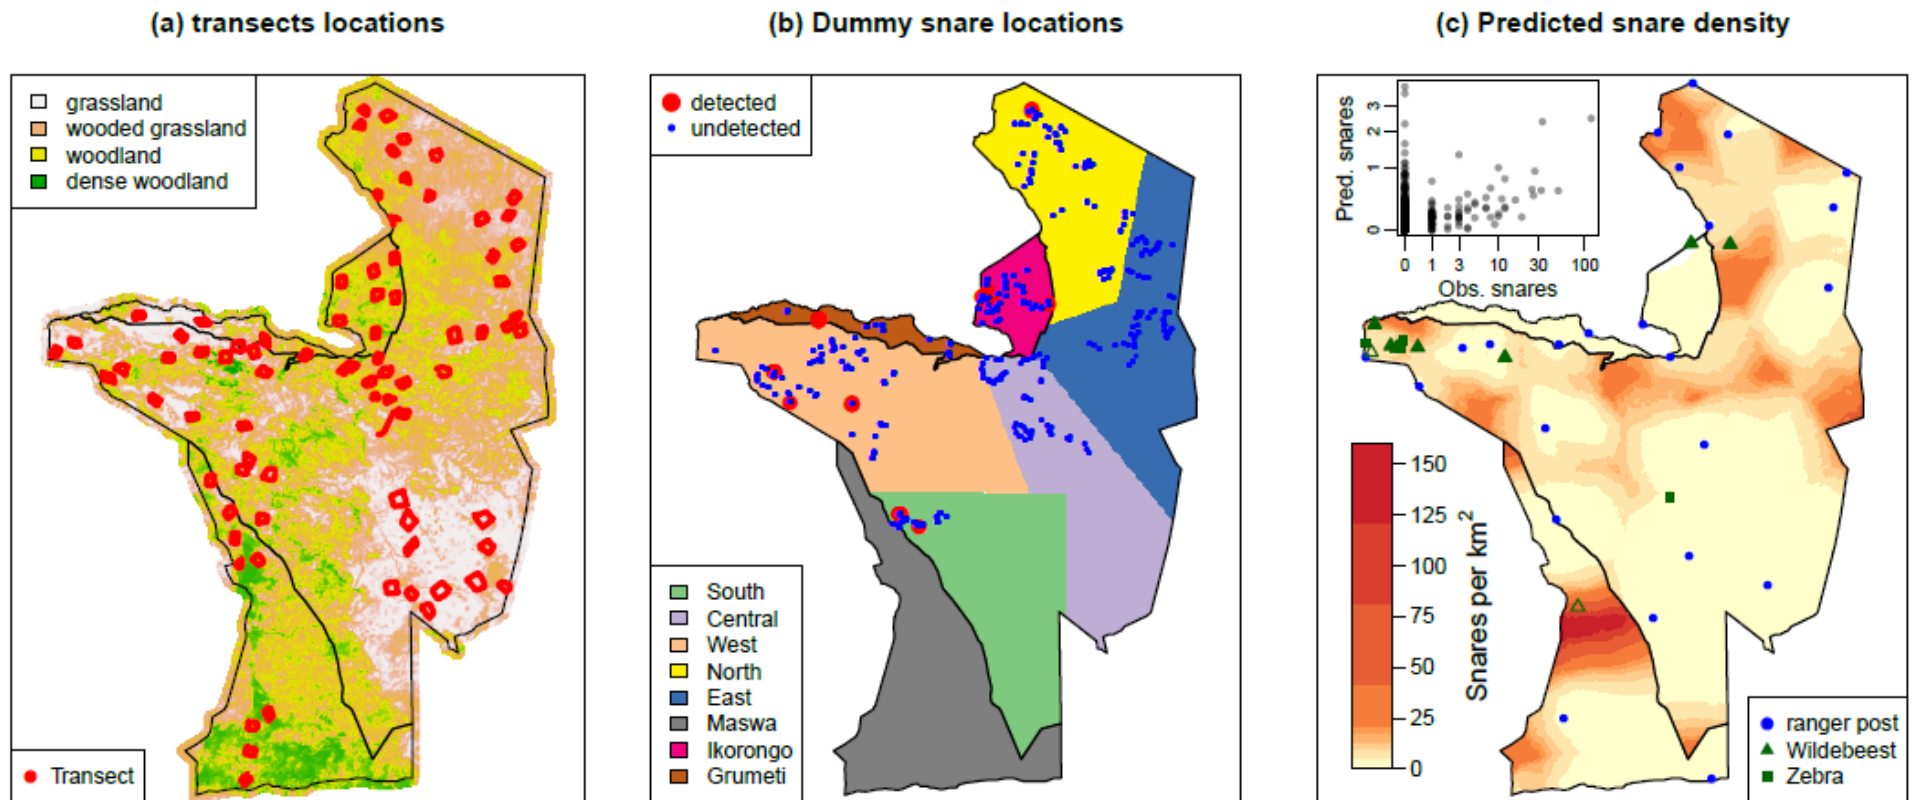 (a) transects locations
grassland
wooded grassland
woodland
dense woodland
Transect
(b) Dummy snare locations
detected
undetected
South
Central
West
North
East
Maswa
Ikorongo
Grumeti
(c) Predicted snare density
Pred. snares
3
2
1
0
0 1 3 10 30 100
Obs. snares
150
125
100
75
50
25
0
Snares per km²
ranger post
Wildebeest
Zebra